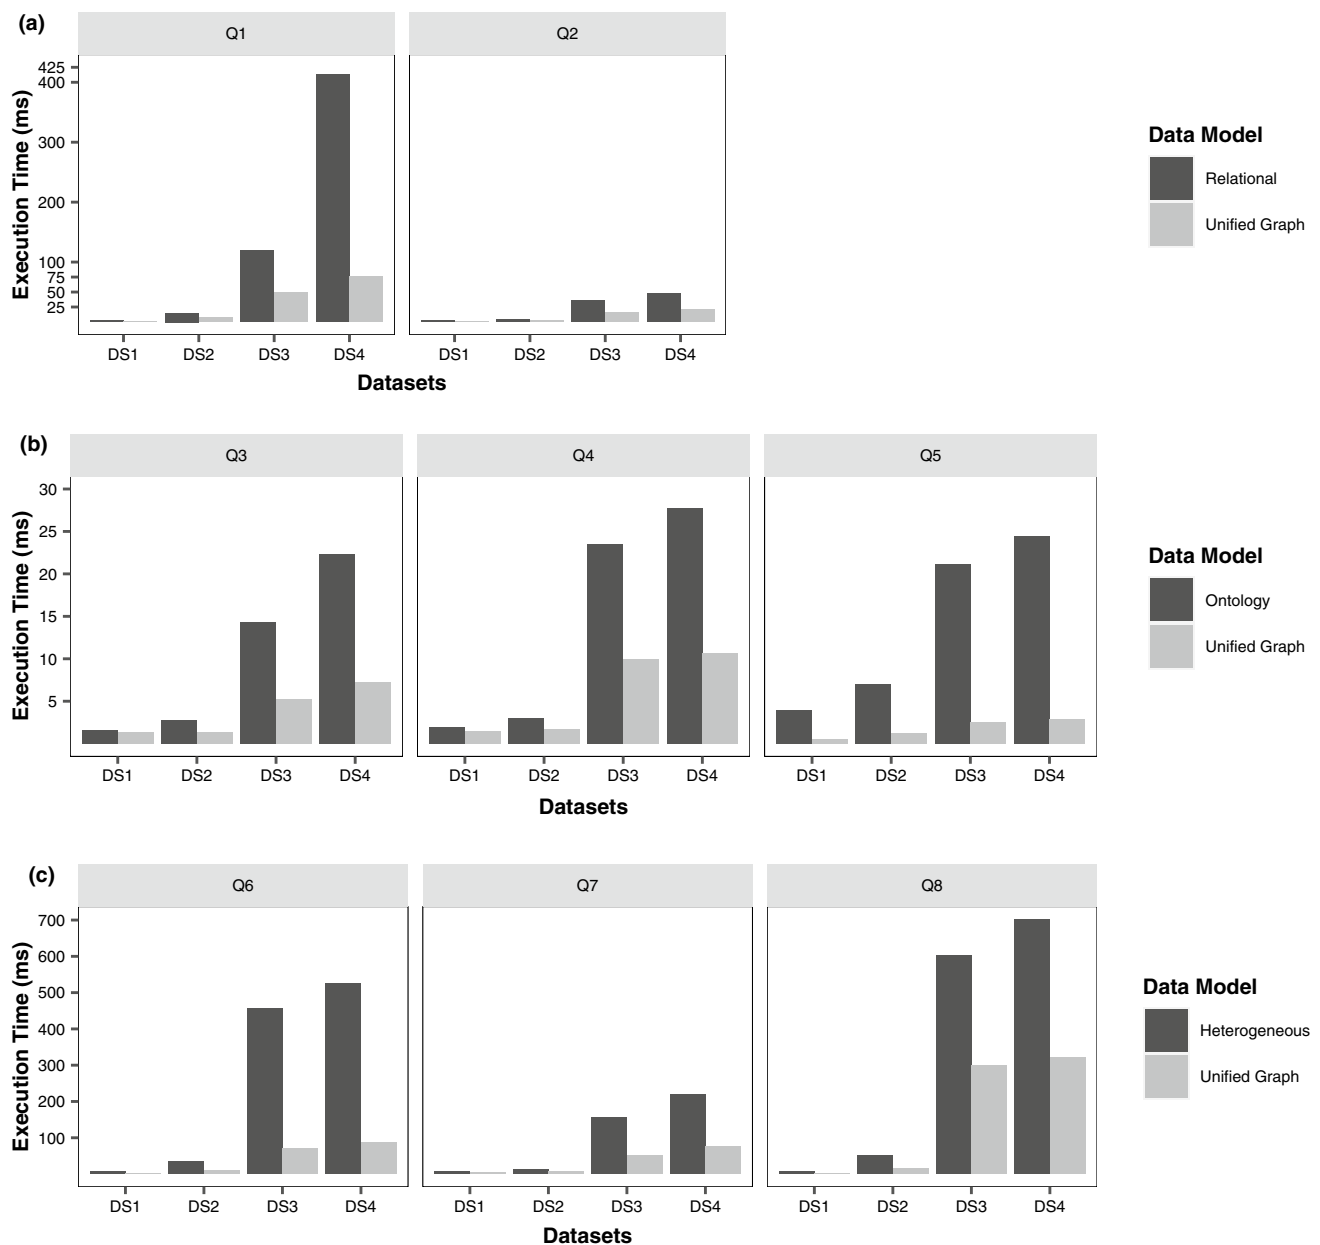 (a)
Q1 Q2
Execution Time (ms)
425
400
300
200
100
75
50
25
DS1 DS2 DS3 DS4 DS1 DS2 DS3 DS4
Datasets
Data Model
Relational
Unified Graph
(b)
Q3 Q4 Q5
Execution Time (ms)
30
25
20
15
10
5
DS1 DS2 DS3 DS4 DS1 DS2 DS3 DS4 DS1 DS2 DS3 DS4
Datasets
Data Model
Ontology
Unified Graph
(c)
Q6 Q7 Q8
Execution Time (ms)
700
600
500
400
300
200
100
DS1 DS2 DS3 DS4 DS1 DS2 DS3 DS4 DS1 DS2 DS3 DS4
Datasets
Data Model
Heterogeneous
Unified Graph